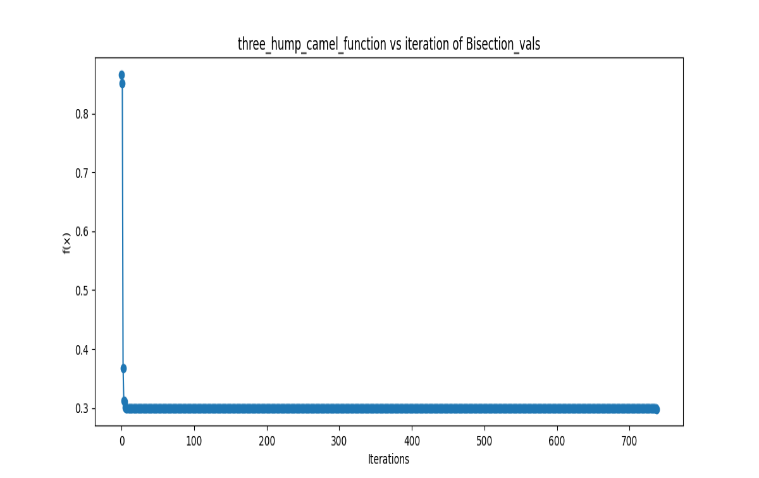 three_hump_camel_function vs iteration of Bisection_vals
0.8
0.7
0.6
0.5
0.4
0.3
f(x)
0 100 200 300 400 500 600 700
Iterations